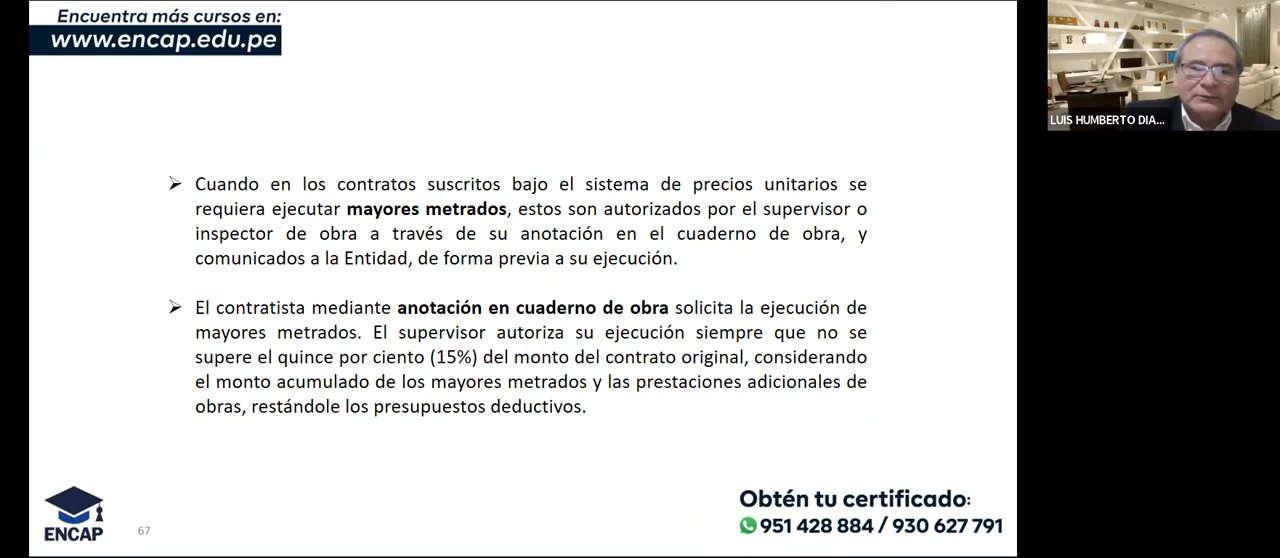 Encuentra más cursos en:
www.encap.edu.pe
LUIS HUMBERTO DIA...
➢ Cuando en los contratos suscritos bajo el sistema de precios unitarios se
requiera ejecutar mayores metrados, estos son autorizados por el supervisor o
inspector de obra a través de su anotación en el cuaderno de obra, y
comunicados a la Entidad, de forma previa a su ejecución.
➢ El contratista mediante anotación en cuaderno de obra solicita la ejecución de
mayores metrados. El supervisor autoriza su ejecución siempre que no se
supere el quince por ciento (15%) del monto del contrato original, considerando
el monto acumulado de los mayores metrados y las prestaciones adicionales de
obras, restándole los presupuestos deductivos.
ENCAP
67
Obtén tu certificado:
951 428 884 / 930 627 791